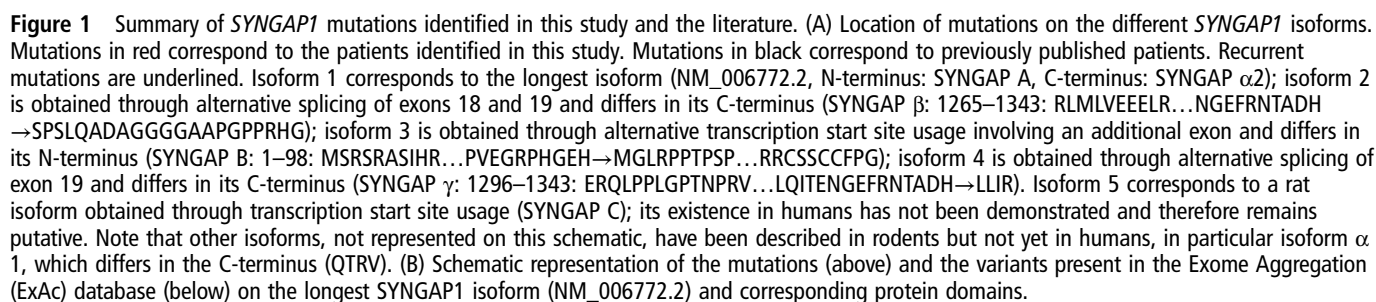 Figure 1 Summary of SYNGAP1 mutations identified in this study and the literature. (A) Location of mutations on the different SYNGAP1 isoforms.
Mutations in red correspond to the patients identified in this study. Mutations in black correspond to previously published patients. Recurrent
mutations are underlined. Isoform 1 corresponds to the longest isoform (NM_006772.2, N-terminus: SYNGAP A, C-terminus: SYNGAP α2); isoform 2
is obtained through alternative splicing of exons 18 and 19 and differs in its C-terminus (SYNGAP β: 1265–1343: RLMLVEEELR…NGEFRNTADH
→SPSLQADAGGGGAAPGPPRHG); isoform 3 is obtained through alternative transcription start site usage involving an additional exon and differs in
its N-terminus (SYNGAP B: 1–98: MSRSRASIHR…PVEGRPHGEH→MGLRPPTPSP…RRCSSCCFPG); isoform 4 is obtained through alternative splicing of
exon 19 and differs in its C-terminus (SYNGAP γ: 1296–1343: ERQLPPLGPTNPRV…LQITENGEFRNTADH→LLIR). Isoform 5 corresponds to a rat
isoform obtained through transcription start site usage (SYNGAP C); its existence in humans has not been demonstrated and therefore remains
putative. Note that other isoforms, not represented on this schematic, have been described in rodents but not yet in humans, in particular isoform α
1, which differs in the C-terminus (QTRV). (B) Schematic representation of the mutations (above) and the variants present in the Exome Aggregation
(ExAc) database (below) on the longest SYNGAP1 isoform (NM_006772.2) and corresponding protein domains.